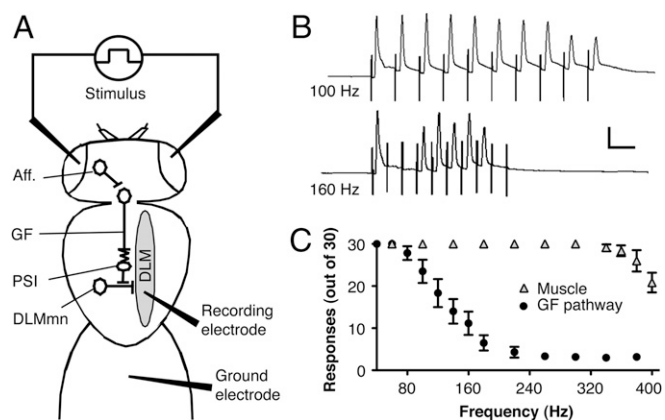 A
Stimulus
Aff.
GF
PSI
DLMmn
DLM
Recording
electrode
Ground
electrode
B
100 Hz
160 Hz
C
Responses (out of 30)
30
20
10
0
Muscle
GF pathway
80
160
240
320
400
Frequency (Hz)